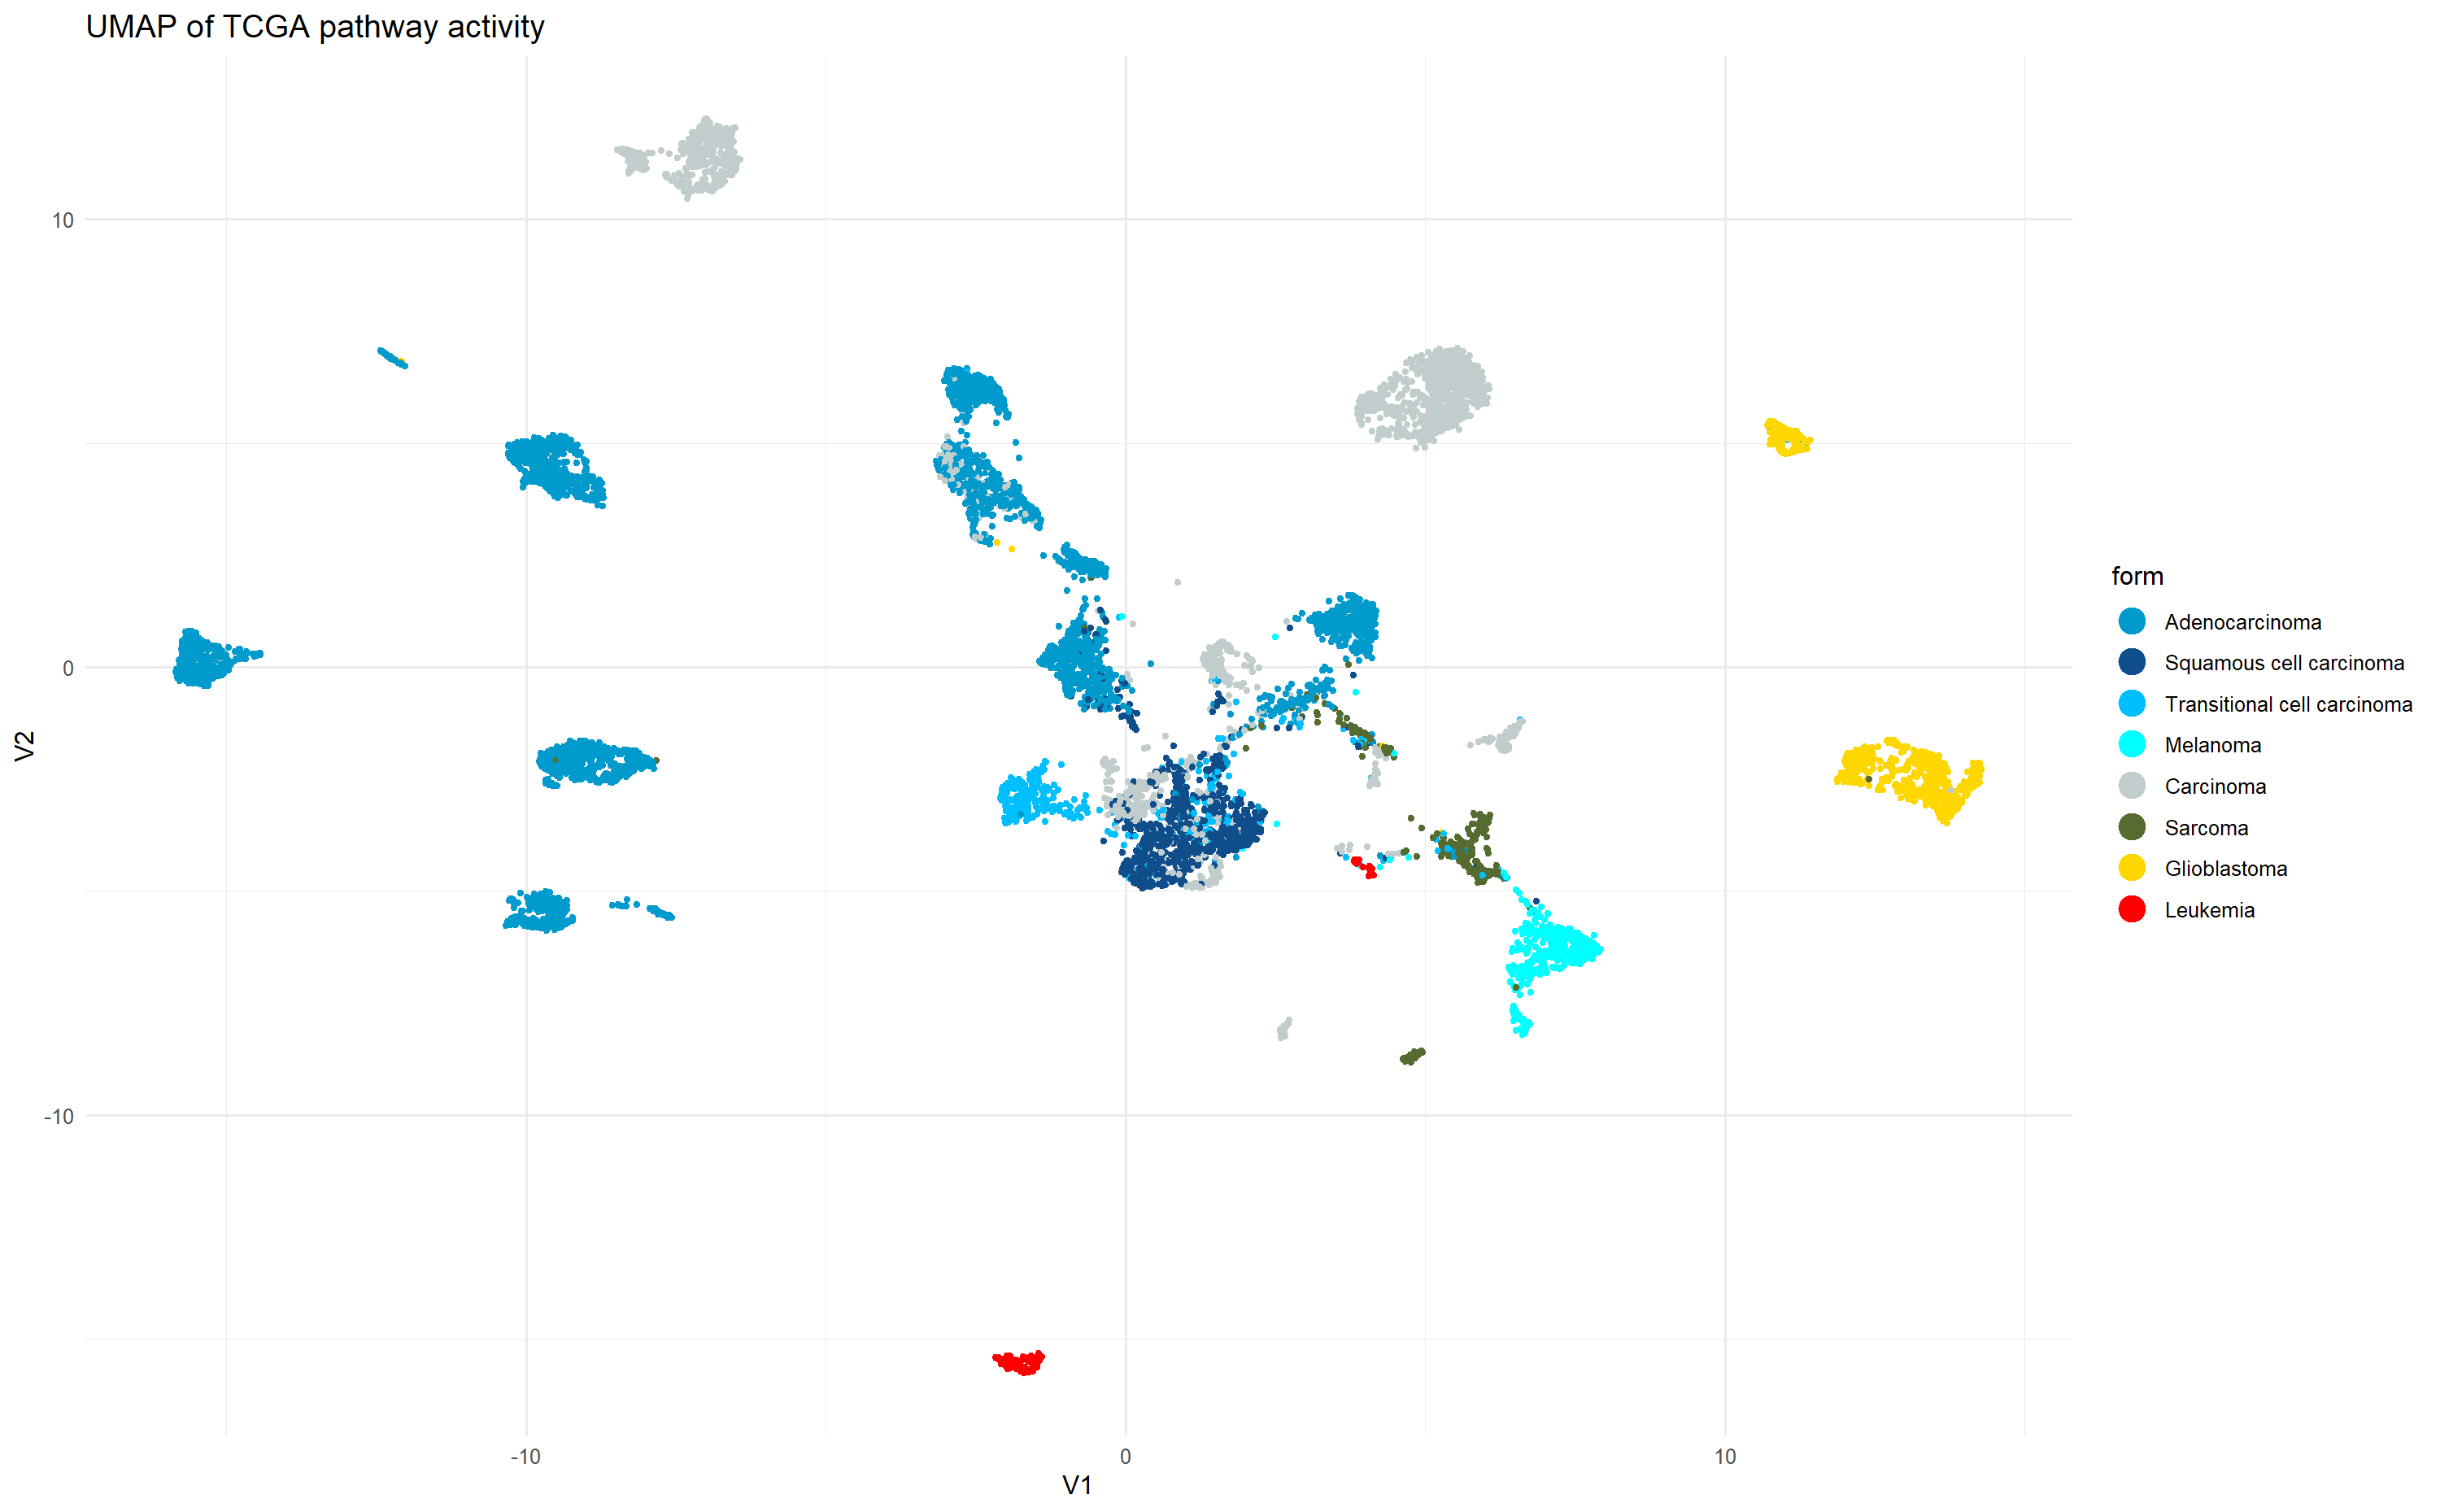 UMAP of TCGA pathway activity
10
0
-10
V2
-10
0
10
V1
form
Adenocarcinoma
Squamous cell carcinoma
Transitional cell carcinoma
Melanoma
Carcinoma
Sarcoma
Glioblastoma
Leukemia